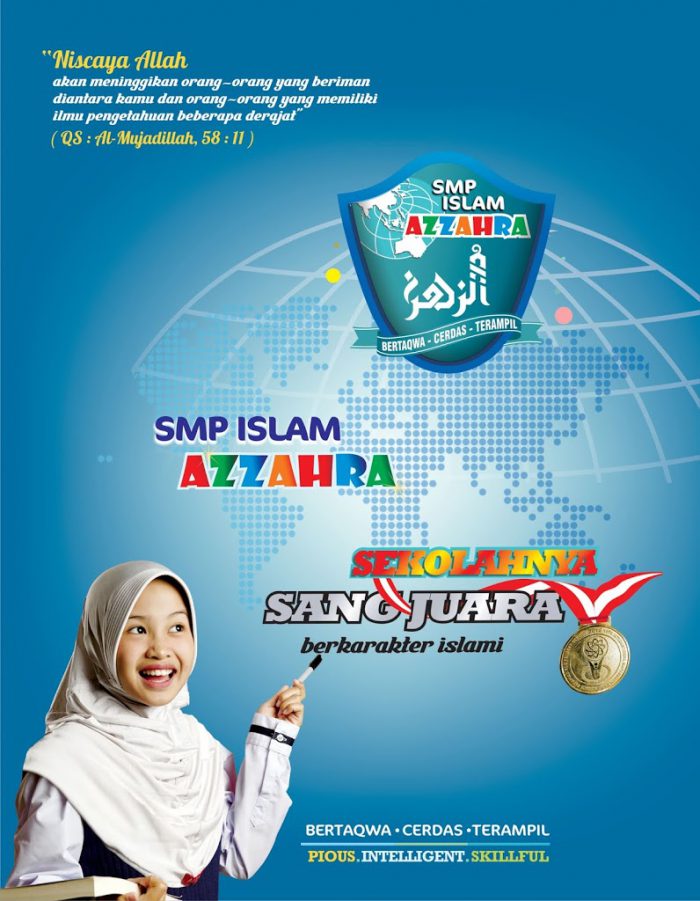 "Niscaya Allah
akan meninggikan orang-orang yang beriman
diantara kamu dan orang-orang yang memiliki
ilmu pengetahuan beberapa derajat"
( QS : Al-Mujadillah, 58 : 11 )
SMP
ISLAM
AZZAHRA
الزهرة
BERTAQWA - CERDAS - TERAMPIL
SMP ISLAM
AZZAHRA
SEKOLAHNYA
SANG JUARA
berkarakter islami
BERTAQWA • CERDAS • TERAMPIL
PIOUS.INTELLIGENT.SKILLFUL